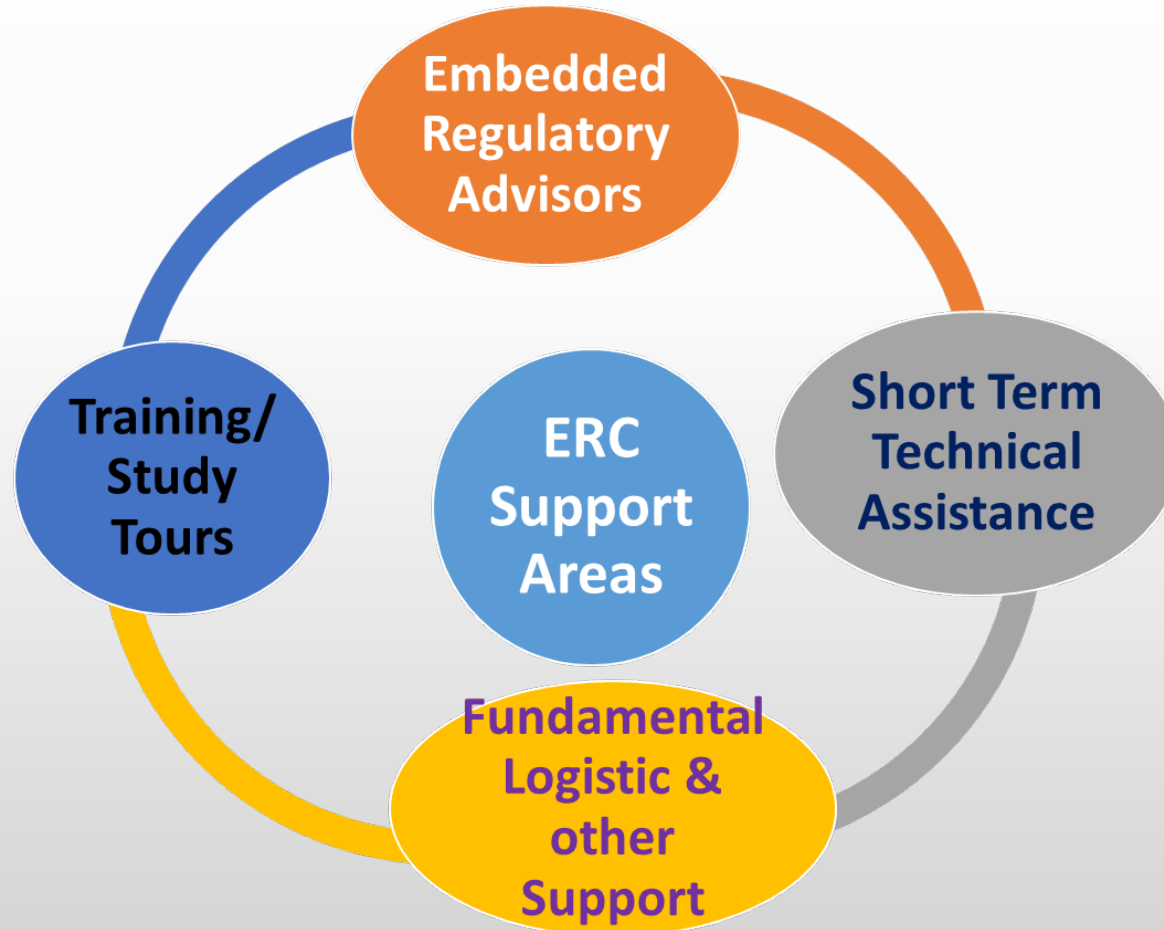 Embedded
Regulatory
Advisors
Short Term
Technical
Assistance
Fundamental
Logistic &
other
Support
Training/
Study
Tours
ERC
Support
Areas